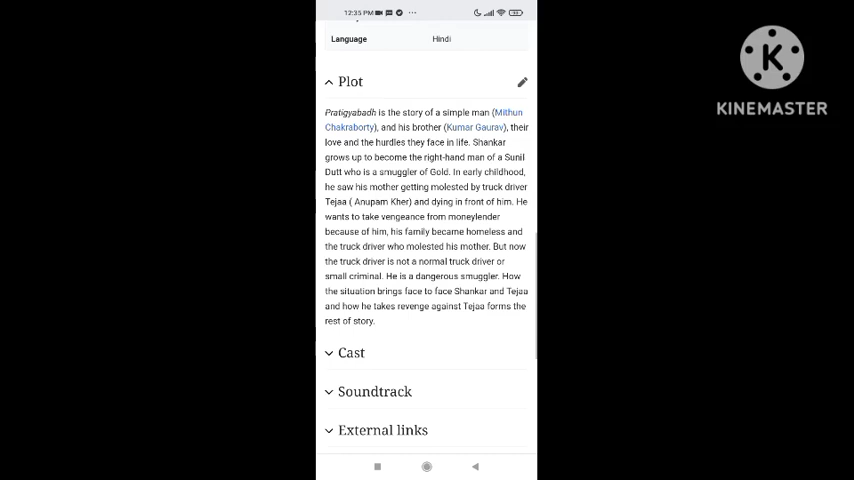 12:35 PM
Language Hindi
Plot
Pratigyabadh is the story of a simple man (Mithun
Chakraborty), and his brother (Kumar Gaurav), their
love and the hurdles they face in life. Shankar
grows up to become the right-hand man of a Sunil
Dutt who is a smuggler of Gold. In early childhood,
he saw his mother getting molested by truck driver
Tejaa ( Anupam Kher) and dying in front of him. He
wants to take vengeance from moneylender
because of him, his family became homeless and
the truck driver who molested his mother. But now
the truck driver is not a normal truck driver or
small criminal. He is a dangerous smuggler. How
the situation brings face to face Shankar and Tejaa
and how he takes revenge against Tejaa forms the
rest of story.
Cast
Soundtrack
External links
K
KINEMASTER